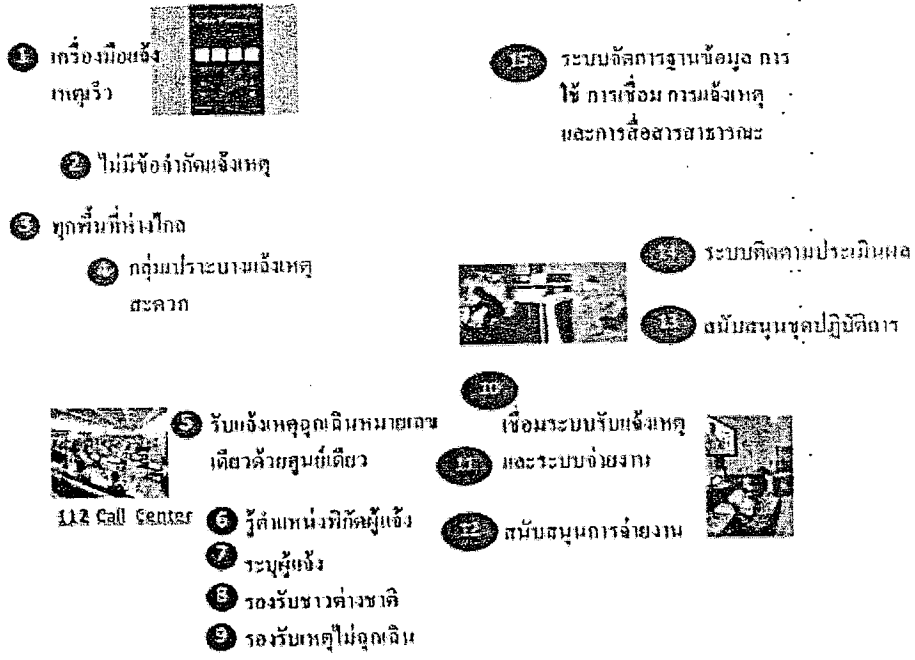 1 เครื่องมือแจ้ง
เหตุเร็ว
2 ไม่มีข้อจำกัดแจ้งเหตุ
3 ทุกพื้นที่ห่างไกล
กลุ่มเปราะบางแจ้งเหตุ
สะดวก
5 รับแจ้งเหตุฉุกเฉินหมายเลข
เดียวด้วยศูนย์เดียว
112 Call Center
6 รู้ตำแหน่งพิกัดผู้แจ้ง
7 ระบุผู้แจ้ง
8 รองรับชาวต่างชาติ
9 รองรับเหตุไม่ฉุกเฉิน
15 ระบบจัดการฐานข้อมูล การ
ใช้ การเชื่อม การแจ้งเหตุ
และการสื่อสารสาธารณะ
ระบบติดตามประเมินผล
สนับสนุนชุดปฏิบัติการ
เชื่อมระบบรับแจ้งเหตุ
และระบบจ่ายงาน
สนับสนุนการจ่ายงาน